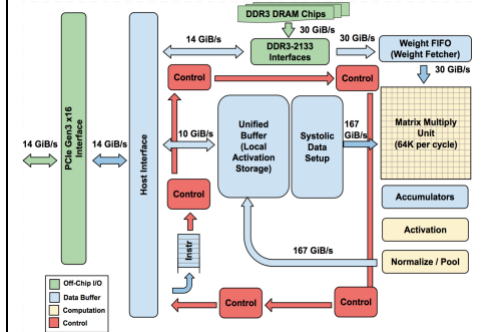 DDR3 DRAM Chips
30 GiB/s
14 GiB/s
DDR3-2133
Interfaces
30 GiB/s
Weight FIFO
(Weight Fetcher)
30 GiB/s
Control
Control
PCIe Gen3 x16
Interface
14 GiB/s
14 GiB/s
Host Interface
10 GiB/s
Unified
Buffer
(Local
Activation
Storage)
Systolic
Data
Setup
167
GiB/s
Matrix Multiply
Unit
(64K per cycle)
Control
Accumulators
Activation
Instr
167 GiB/s
Normalize / Pool
Off-Chip I/O
Data Buffer
Computation
Control
Control
Control